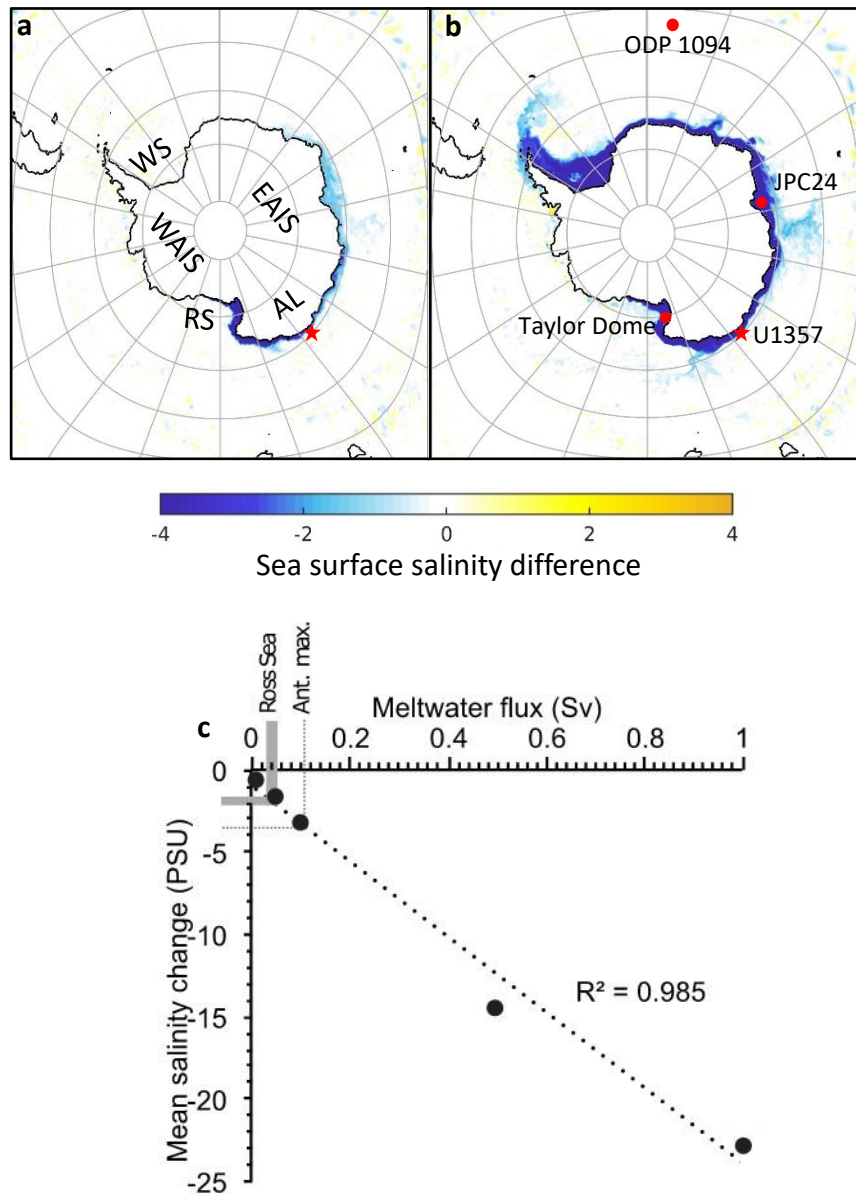 a
WS
EAIS
WAIS
AL
RS
b
ODP 1094
JPC24
Taylor Dome
U1357
-4 -2 0 2 4
Sea surface salinity difference
Ross Sea
Ant. max.
c
Meltwater flux (Sv)
0 0.2 0.4 0.6 0.8 1
0
-5
-10
-15
-20
-25
Mean salinity change (PSU)
R² = 0.985